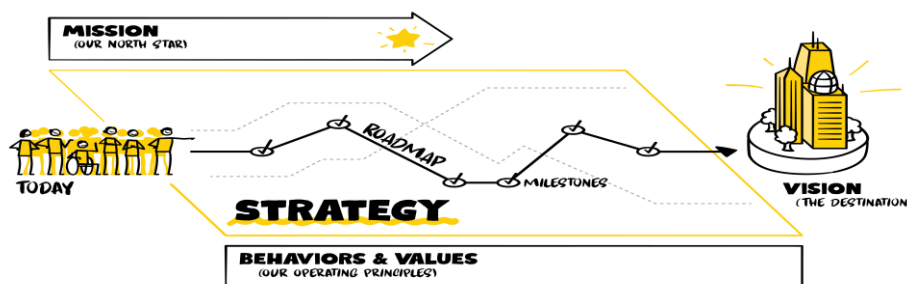 MISSION
(OUR NORTH STAR)
ROADMAP
TODAY
MILESTONES
STRATEGY
VISION
(THE DESTINATION
BEHAVIORS & VALUES
(OUR OPERATING PRINCIPLES)